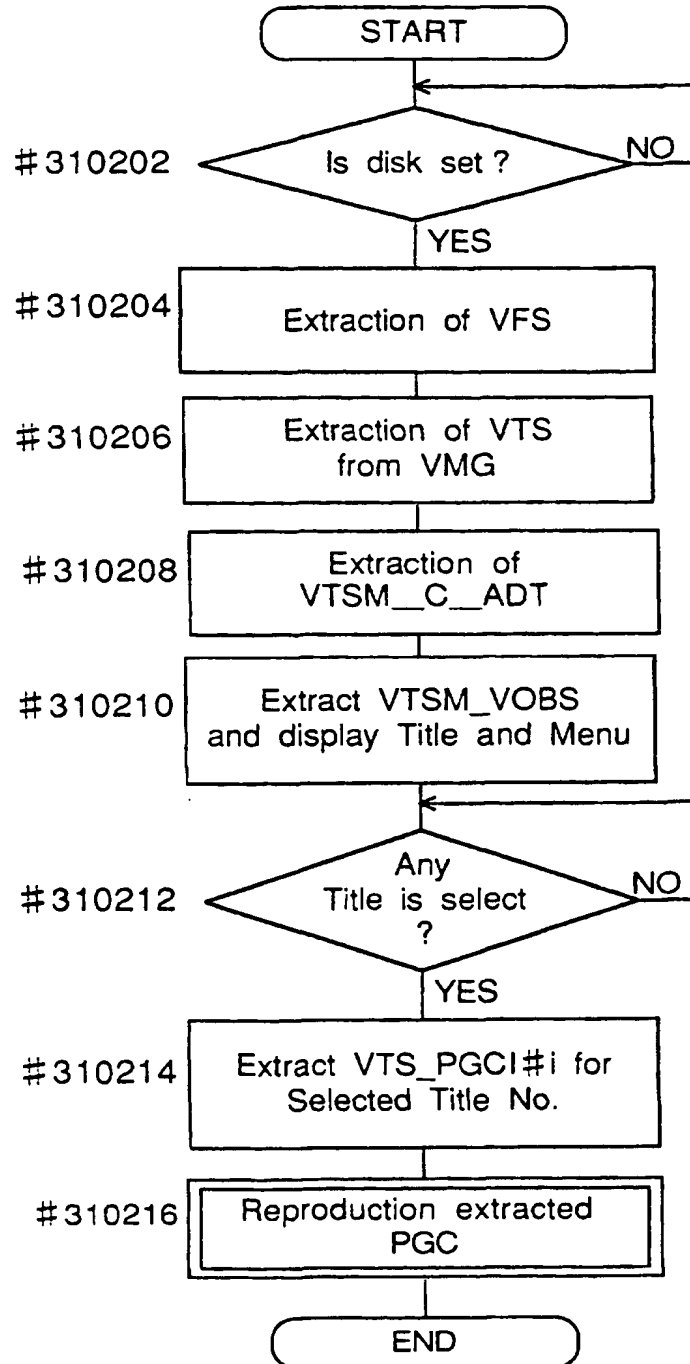 START
#310202
Is disk set ?
NO
YES
#310204
Extraction of VFS
#310206
Extraction of VTS
from VMG
#310208
Extraction of
VTSM__C__ADT
#310210
Extract VTSM_VOBS
and display Title and Menu
#310212
Any
Title is select
?
NO
YES
#310214
Extract VTS_PGCI#i for
Selected Title No.
#310216
Reproduction extracted
PGC
END